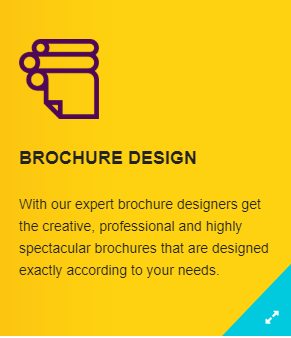 BROCHURE DESIGN
With our expert brochure designers get
the creative, professional and highly
spectacular brochures that are designed
exactly according to your needs.